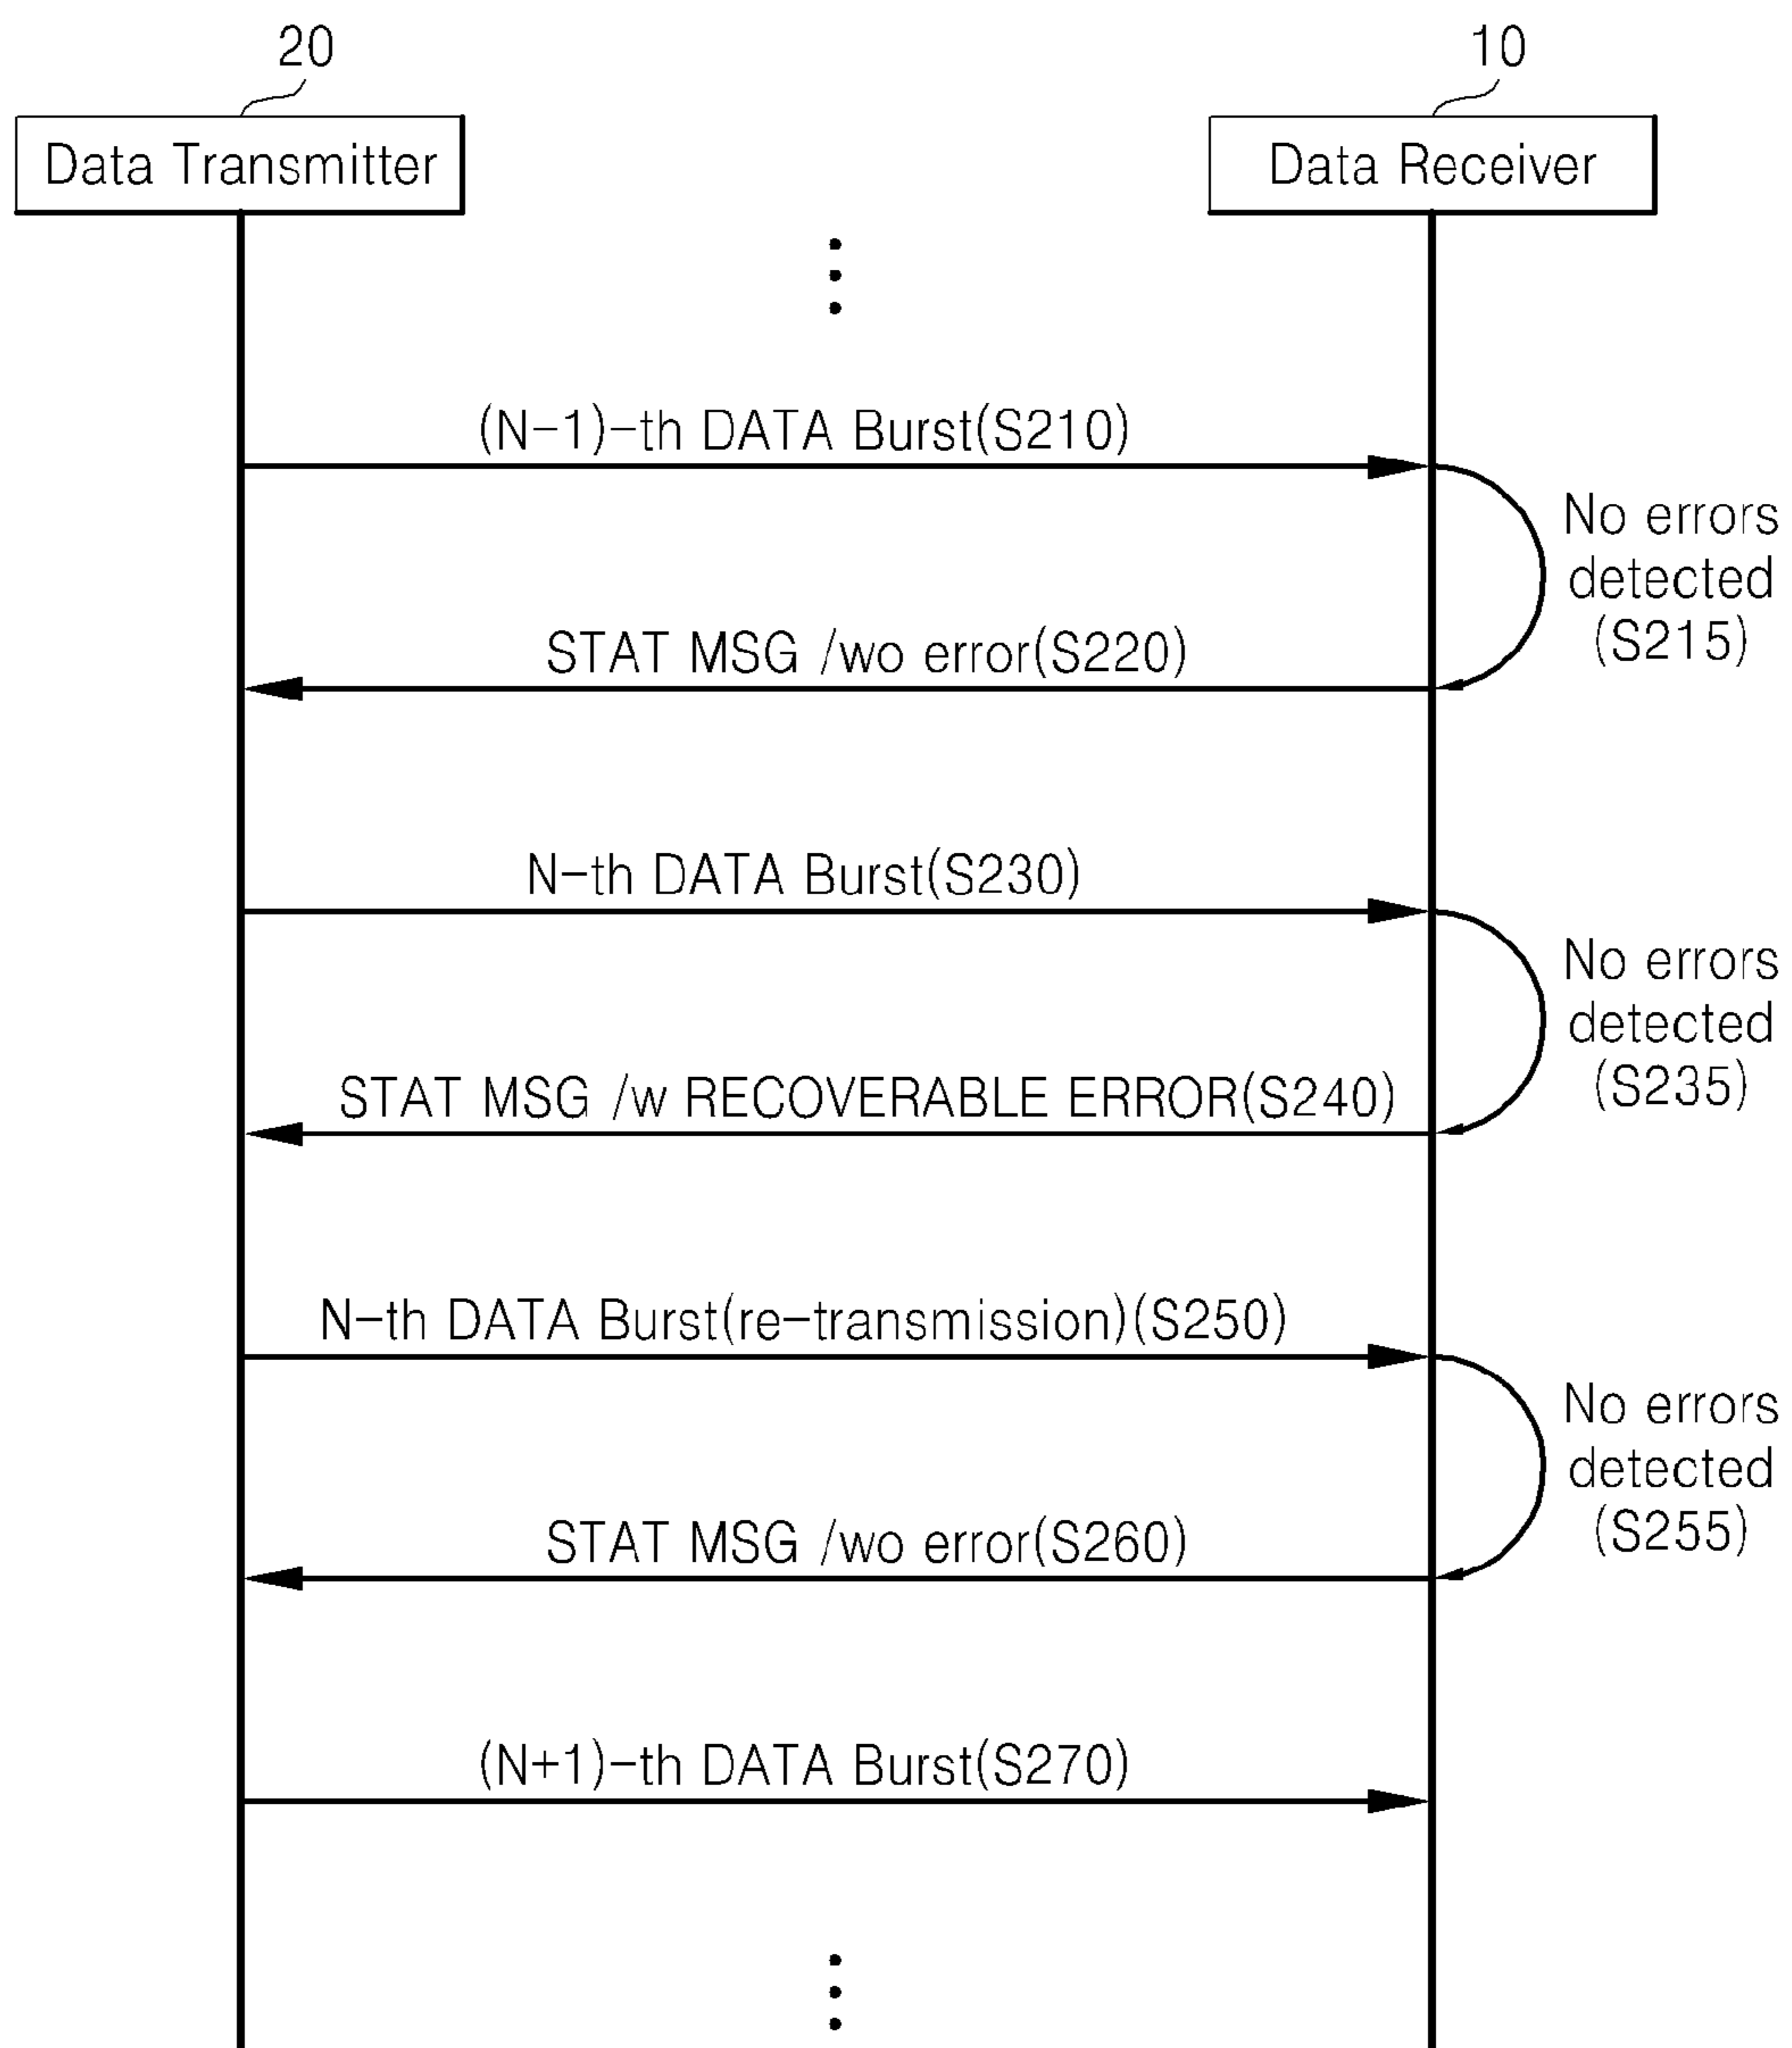 20
10
Data Transmitter
Data Receiver
(N-1)-th DATA Burst(S210)
No errors
detected
(S215)
STAT MSG /wo error(S220)
N-th DATA Burst(S230)
No errors
detected
(S235)
STAT MSG /w RECOVERABLE ERROR(S240)
N-th DATA Burst(re-transmission)(S250)
No errors
detected
(S255)
STAT MSG /wo error(S260)
(N+1)-th DATA Burst(S270)